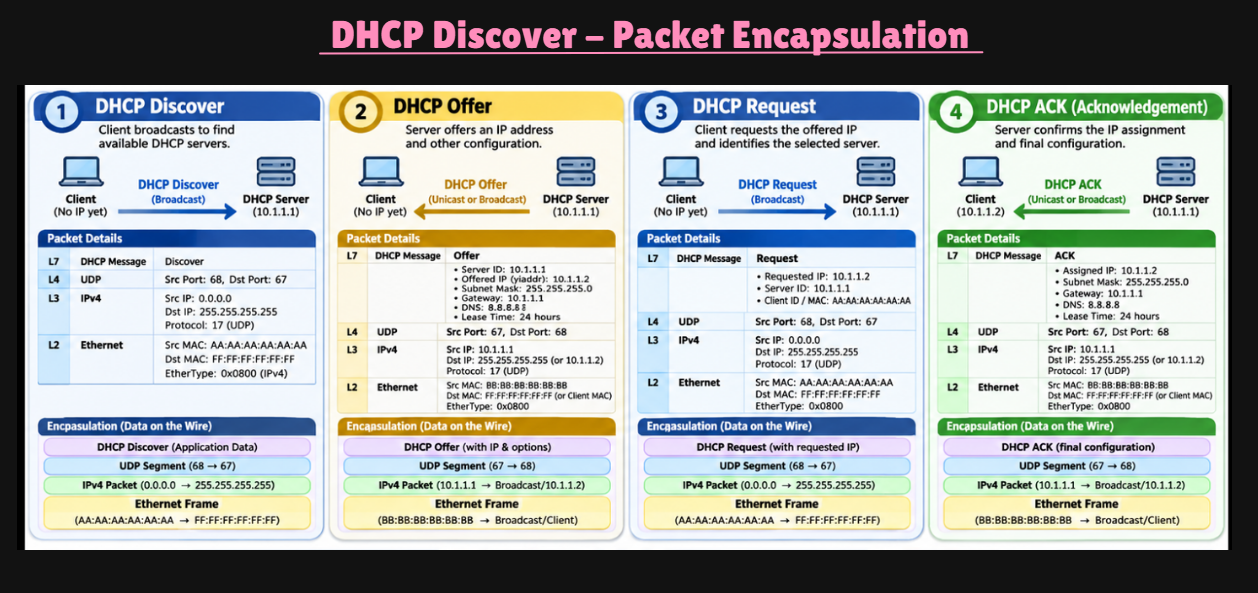 DHCP Discover – Packet Encapsulation
1 DHCP Discover
Client broadcasts to find
available DHCP servers.
DHCP Discover
(Broadcast)
Client
(No IP yet)
DHCP Server
(10.1.1.1)
Packet Details
L7 DHCP Message Discover
L4 UDP Src Port: 68, Dst Port: 67
L3 IPv4 Src IP: 0.0.0.0
Dst IP: 255.255.255.255
Protocol: 17 (UDP)
L2 Ethernet Src MAC: AA:AA:AA:AA:AA:AA
Dst MAC: FF:FF:FF:FF:FF:FF
EtherType: 0x0800 (IPv4)
Encapsulation (Data on the Wire)
DHCP Discover (Application Data)
UDP Segment (68 → 67)
IPv4 Packet (0.0.0.0 → 255.255.255.255)
Ethernet Frame
(AA:AA:AA:AA:AA:AA → FF:FF:FF:FF:FF:FF)
2 DHCP Offer
Server offers an IP address
and other configuration.
DHCP Offer
(Unicast or Broadcast)
Client
(No IP yet)
DHCP Server
(10.1.1.1)
Packet Details
L7 DHCP Message Offer
• Server ID: 10.1.1.1
• Offered IP (yiaddr): 10.1.1.2
• Subnet Mask: 255.255.255.0
• Gateway: 10.1.1.1
• DNS: 8.8.8.8
• Lease Time: 24 hours
L4 UDP Src Port: 67, Dst Port: 68
L3 IPv4 Src IP: 10.1.1.1
Dst IP: 255.255.255.255 (or 10.1.1.2)
Protocol: 17 (UDP)
L2 Ethernet Src MAC: BB:BB:BB:BB:BB:BB
Dst MAC: FF:FF:FF:FF:FF:FF (or Client MAC)
EtherType: 0x0800
Encapsulation (Data on the Wire)
DHCP Offer (with IP & options)
UDP Segment (67 → 68)
IPv4 Packet (10.1.1.1 → Broadcast/10.1.1.2)
Ethernet Frame
(BB:BB:BB:BB:BB:BB → Broadcast/Client)
3 DHCP Request
Client requests the offered IP
and identifies the selected server.
DHCP Request
(Broadcast)
Client
(No IP yet)
DHCP Server
(10.1.1.1)
Packet Details
L7 DHCP Message Request
• Requested IP: 10.1.1.2
• Server ID: 10.1.1.1
• Client ID / MAC: AA:AA:AA:AA:AA:AA
L4 UDP Src Port: 68, Dst Port: 67
L3 IPv4 Src IP: 0.0.0.0
Dst IP: 255.255.255.255
Protocol: 17 (UDP)
L2 Ethernet Src MAC: AA:AA:AA:AA:AA:AA
Dst MAC: FF:FF:FF:FF:FF:FF
EtherType: 0x0800
Encapsulation (Data on the Wire)
DHCP Request (with requested IP)
UDP Segment (68 → 67)
IPv4 Packet (0.0.0.0 → 255.255.255.255)
Ethernet Frame
(AA:AA:AA:AA:AA:AA → FF:FF:FF:FF:FF:FF)
4 DHCP ACK (Acknowledgement)
Server confirms the IP assignment
and final configuration.
DHCP ACK
(Unicast or Broadcast)
Client
(10.1.1.2)
DHCP Server
(10.1.1.1)
Packet Details
L7 DHCP Message ACK
• Assigned IP: 10.1.1.2
• Subnet Mask: 255.255.255.0
• Gateway: 10.1.1.1
• DNS: 8.8.8.8
• Lease Time: 24 hours
L4 UDP Src Port: 67, Dst Port: 68
L3 IPv4 Src IP: 10.1.1.1
Dst IP: 255.255.255.255 (or 10.1.1.2)
Protocol: 17 (UDP)
L2 Ethernet Src MAC: BB:BB:BB:BB:BB:BB
Dst MAC: FF:FF:FF:FF:FF:FF (or Client MAC)
EtherType: 0x0800
Encapsulation (Data on the Wire)
DHCP ACK (final configuration)
UDP Segment (67 → 68)
IPv4 Packet (10.1.1.1 → Broadcast/10.1.1.2)
Ethernet Frame
(BB:BB:BB:BB:BB:BB → Broadcast/Client)